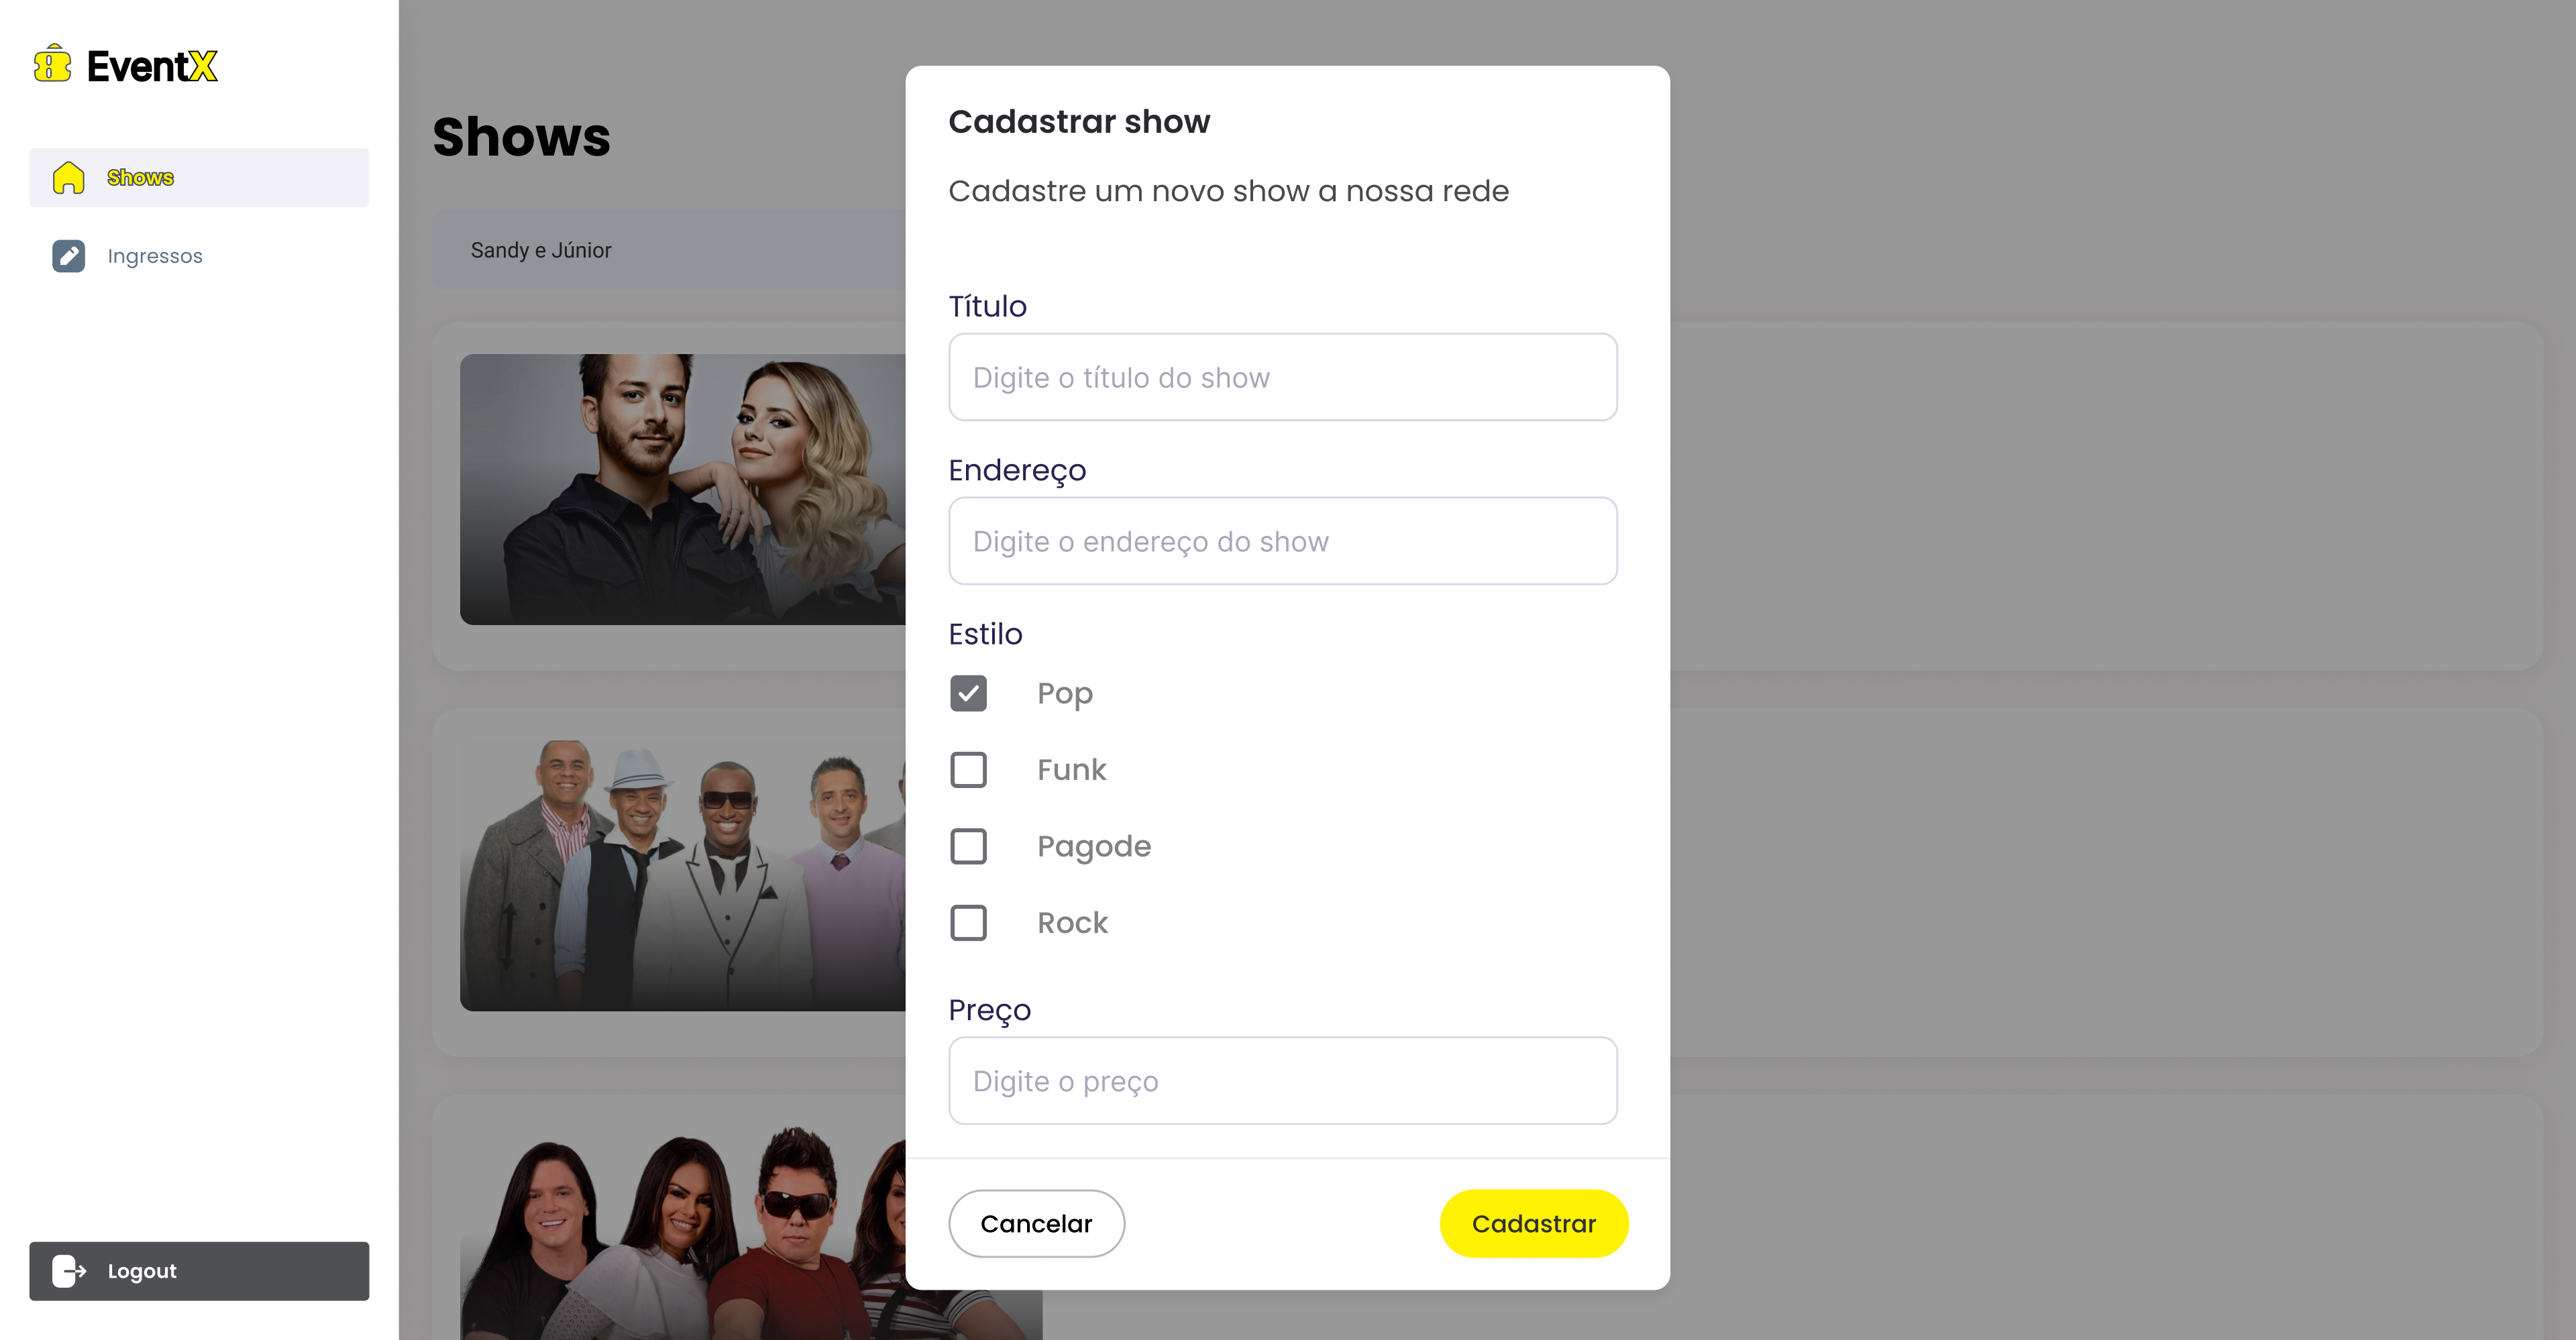 EventX
Shows
Ingressos
Logout
Shows
Sandy e Júnior
Cadastrar show
Cadastre um novo show a nossa rede
Título
Digite o título do show
Endereço
Digite o endereço do show
Estilo
Pop
Funk
Pagode
Rock
Preço
Digite o preço
Cancelar
Cadastrar